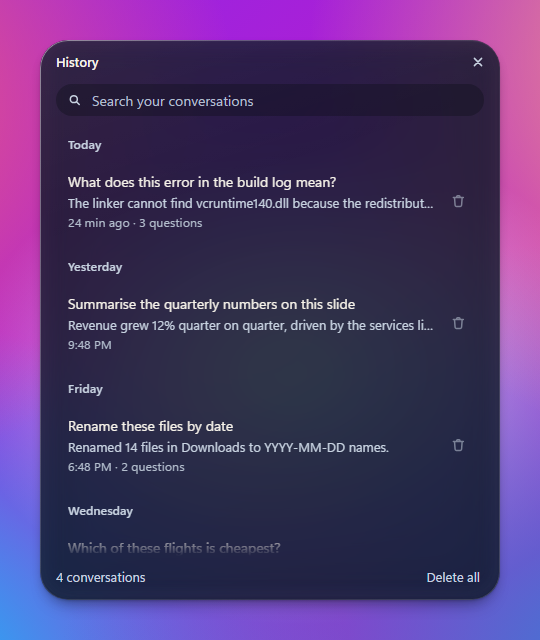 History
Search your conversations
Today
What does this error in the build log mean?
The linker cannot find vcruntime140.dll because the redistribut...
24 min ago · 3 questions
Yesterday
Summarise the quarterly numbers on this slide
Revenue grew 12% quarter on quarter, driven by the services li...
9:48 PM
Friday
Rename these files by date
Renamed 14 files in Downloads to YYYY-MM-DD names.
6:48 PM · 2 questions
Wednesday
Which of these flights is cheapest?
4 conversations
Delete all